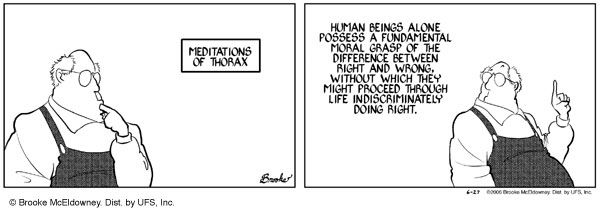 MEDITATIONS
OF THORAX
HUMAN BEINGS ALONE
POSSESS A FUNDAMENTAL
MORAL GRASP OF THE
DIFFERENCE BETWEEN
RIGHT AND WRONG,
WITHOUT WHICH THEY
MIGHT PROCEED THROUGH
LIFE INDISCRIMINATELY
DOING RIGHT.
Brooke
6-27 ©2006 Brooke McEldowney. Dist. by UFS, Inc.
© Brooke McEldowney. Dist. by UFS, Inc.